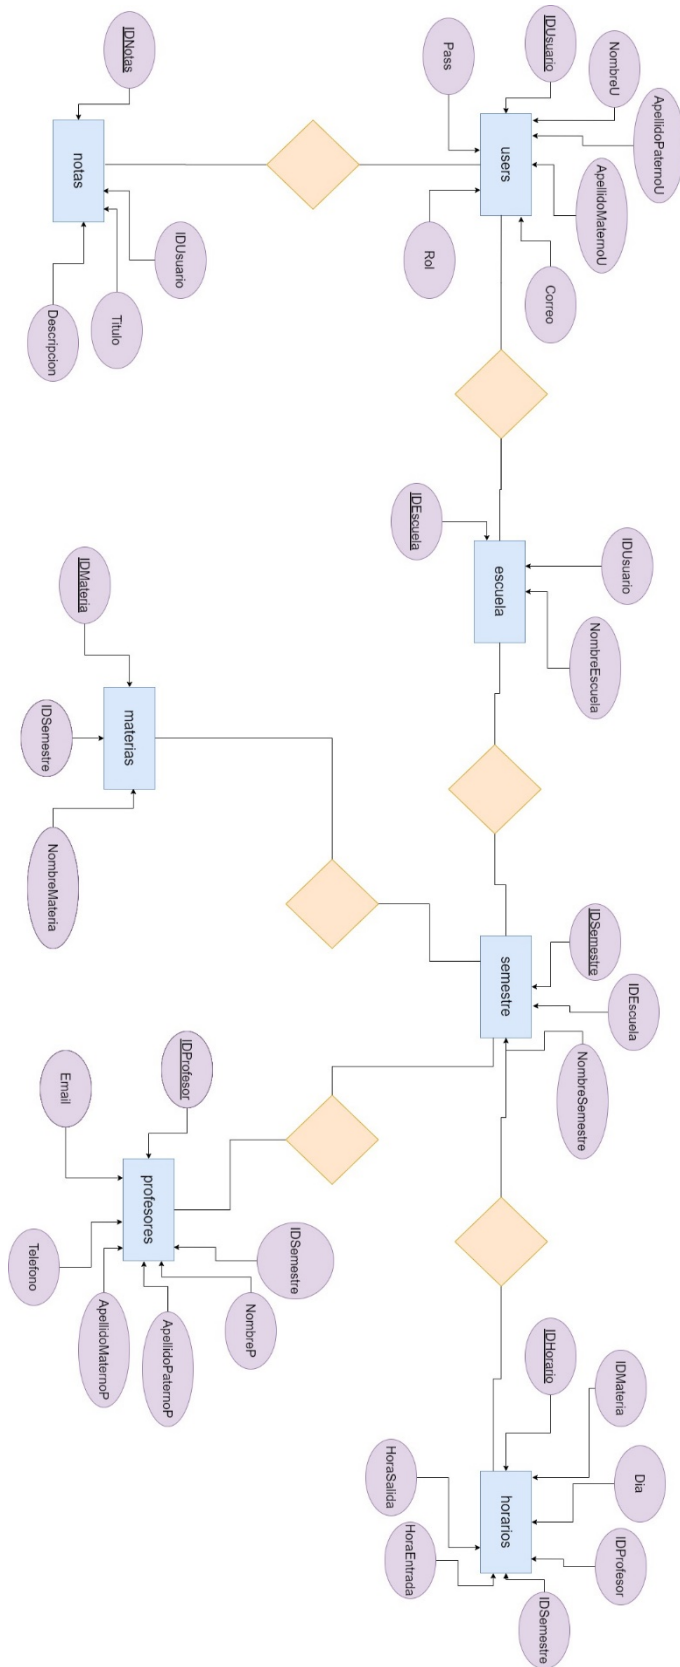 IDUsuario
NombreU
ApellidoPaternoU
ApellidoMaternoU
Correo
Pass
Rol
users
IDNotas
notas
IDUsuario
Titulo
Descripcion
IDEscuela
escuela
IDUsuario
NombreEscuela
IDMateria
IDSemestre
NombreMateria
materias
IDSemestre
IDEscuela
NombreSemestre
semestre
IDProfesor
Email
Telefono
ApellidoMaternoP
ApellidoPaternoP
NombreP
IDSemestre
profesores
IDHorario
IDMateria
Dia
IDProfesor
IDSemestre
HoraEntrada
HoraSalida
horarios